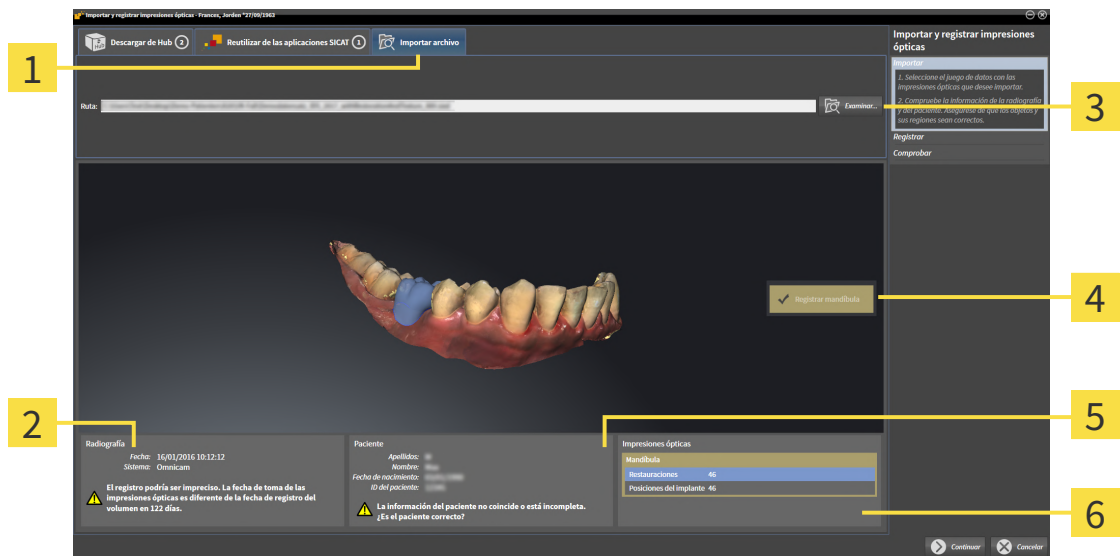 Importar y registrar impresiones ópticas - Frances, Jorden *27/09/1963
Descargar de Hub 2
Reutilizar de las aplicaciones SICAT 1
Importar archivo
Importar y registrar impresiones
ópticas
Importar
1. Seleccione el juego de datos con las
impresiones ópticas que desee importar.
2. Compruebe la información de la radiografía
y del paciente. Asegúrese de que los objetos y
sus regiones sean correctos.
Registrar
Comprobar
1
Ruta:
Examinar...
3
Registrar mandíbula
4
2
5
Radiografía
Fecha: 16/01/2016 10:12:12
Sistema: Omnicam
El registro podría ser impreciso. La fecha de toma de las
impresiones ópticas es diferente de la fecha de registro del
volumen en 122 días.
Paciente
Apellidos:
Nombre:
Fecha de nacimiento:
ID del paciente:
La información del paciente no coincide o está incompleta.
¿Es el paciente correcto?
Impresiones ópticas
Mandíbula
Restauraciones 46
Posiciones del implante 46
6
Continuar
Cancelar